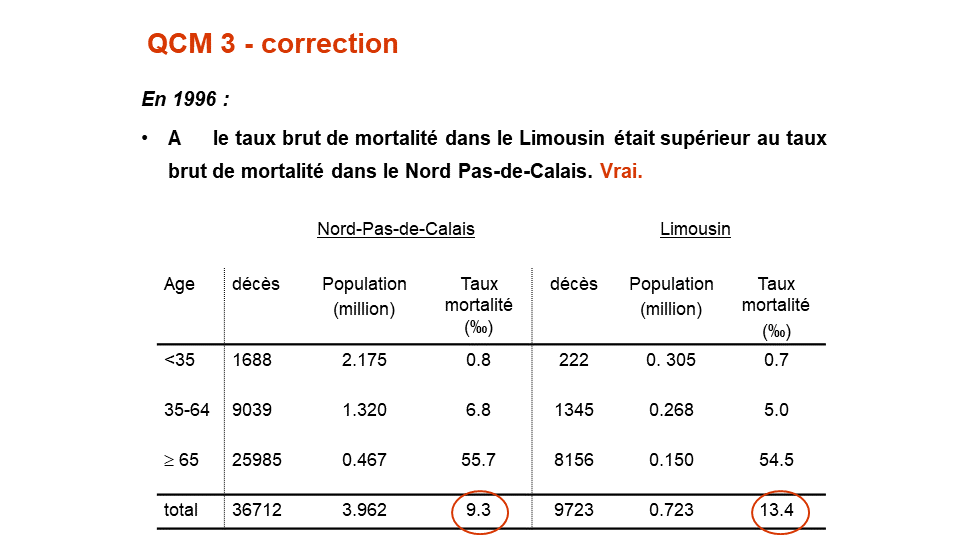 QCM 3 - correction
En 1996 :
• A le taux brut de mortalité dans le Limousin était supérieur au taux
brut de mortalité dans le Nord Pas-de-Calais. Vrai.
Nord-Pas-de-Calais Limousin
Age décès Population Taux décès Population Taux
(million) mortalité (million) mortalité
(‰) (‰)
<35 1688 2.175 0.8 222 0. 305 0.7
35-64 9039 1.320 6.8 1345 0.268 5.0
≥ 65 25985 0.467 55.7 8156 0.150 54.5
total 36712 3.962 9.3 9723 0.723 13.4